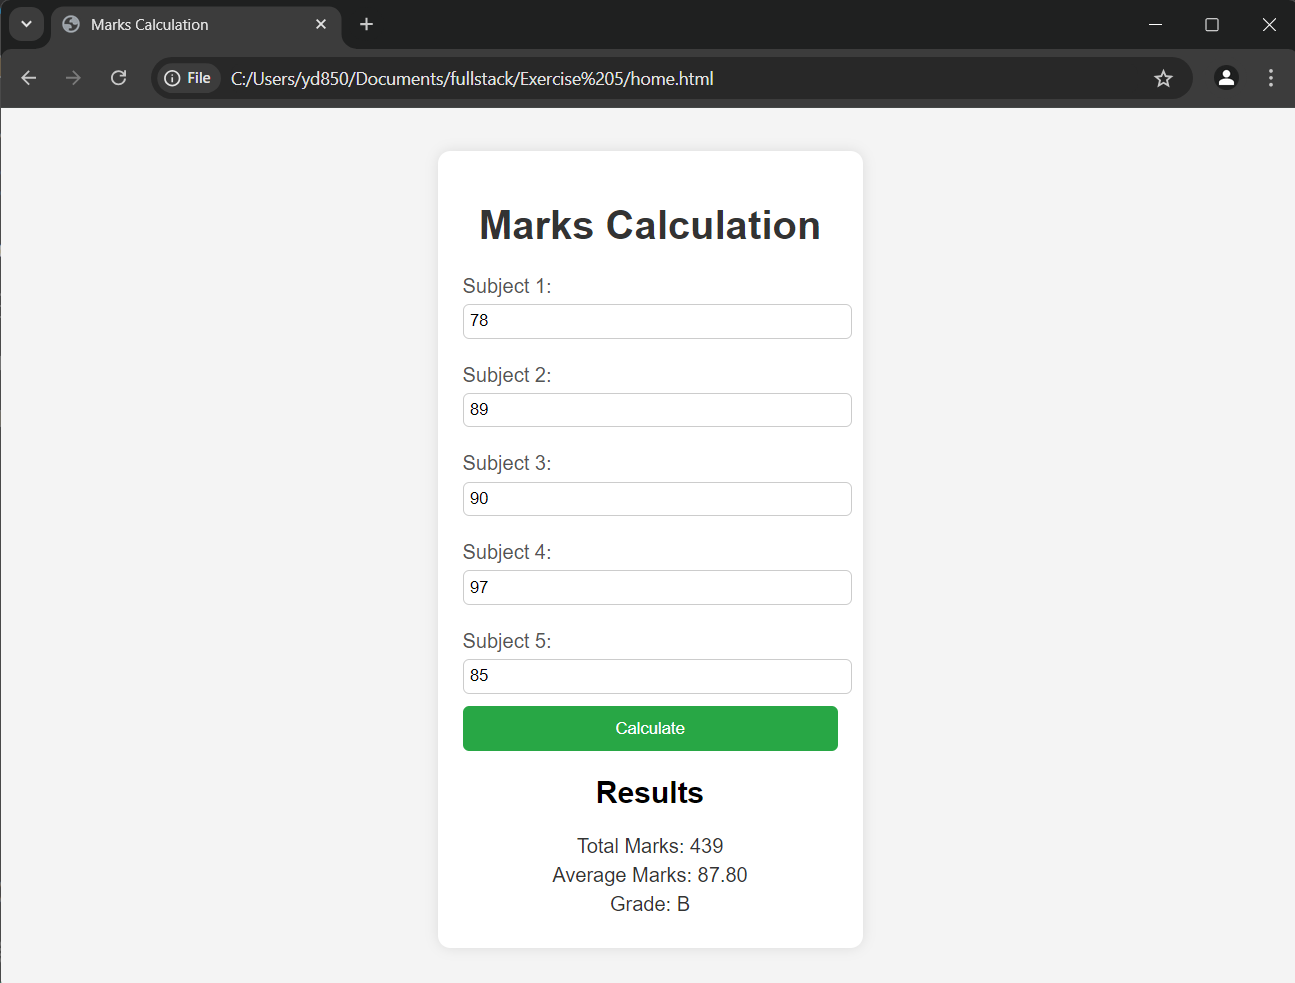 Marks Calculation
File C:/Users/yd850/Documents/fullstack/Exercise%205/home.html
Marks Calculation
Subject 1:
78
Subject 2:
89
Subject 3:
90
Subject 4:
97
Subject 5:
85
Calculate
Results
Total Marks: 439
Average Marks: 87.80
Grade: B